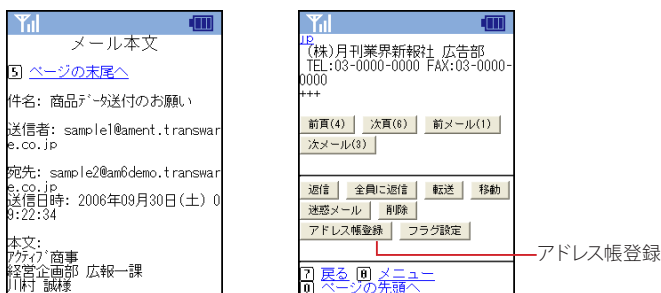 メール本文
5 ページの末尾へ
件名: 商品ﾃﾞｰﾀ送付のお願い
送信者: sample1@ament.transwar
e.co.jp
宛先: sample2@am6demo.transwar
e.co.jp
送信日時: 2006年09月30日(土) 0
9:22:34
本文:
ｱｸﾃｨﾌﾞ商事
経営企画部 広報一課
川村 誠様
jp
(株)月刊業界新報社 広告部
TEL:03-0000-0000 FAX:03-0000-
0000
+++
前頁(4) 次頁(6) 前メール(1)
次メール(3)
返信 全員に返信 転送 移動
迷惑メール 削除
アドレス帳登録 フラグ設定
アドレス帳登録
7 戻る 8 メニュー
0 ページの先頭へ